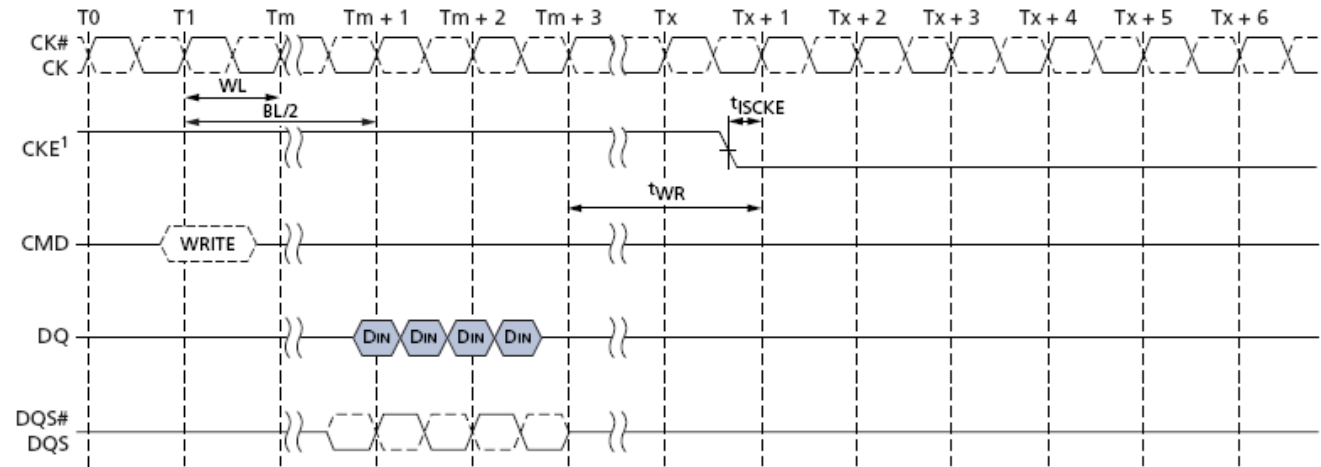 T0 T1 Tm Tm + 1 Tm + 2 Tm + 3 Tx Tx + 1 Tx + 2 Tx + 3 Tx + 4 Tx + 5 Tx + 6
CK#
CK
WL
BL/2
tISCKE
CKE1
tWR
CMD WRITE
DQ DIN DIN DIN DIN
DQS#
DQS